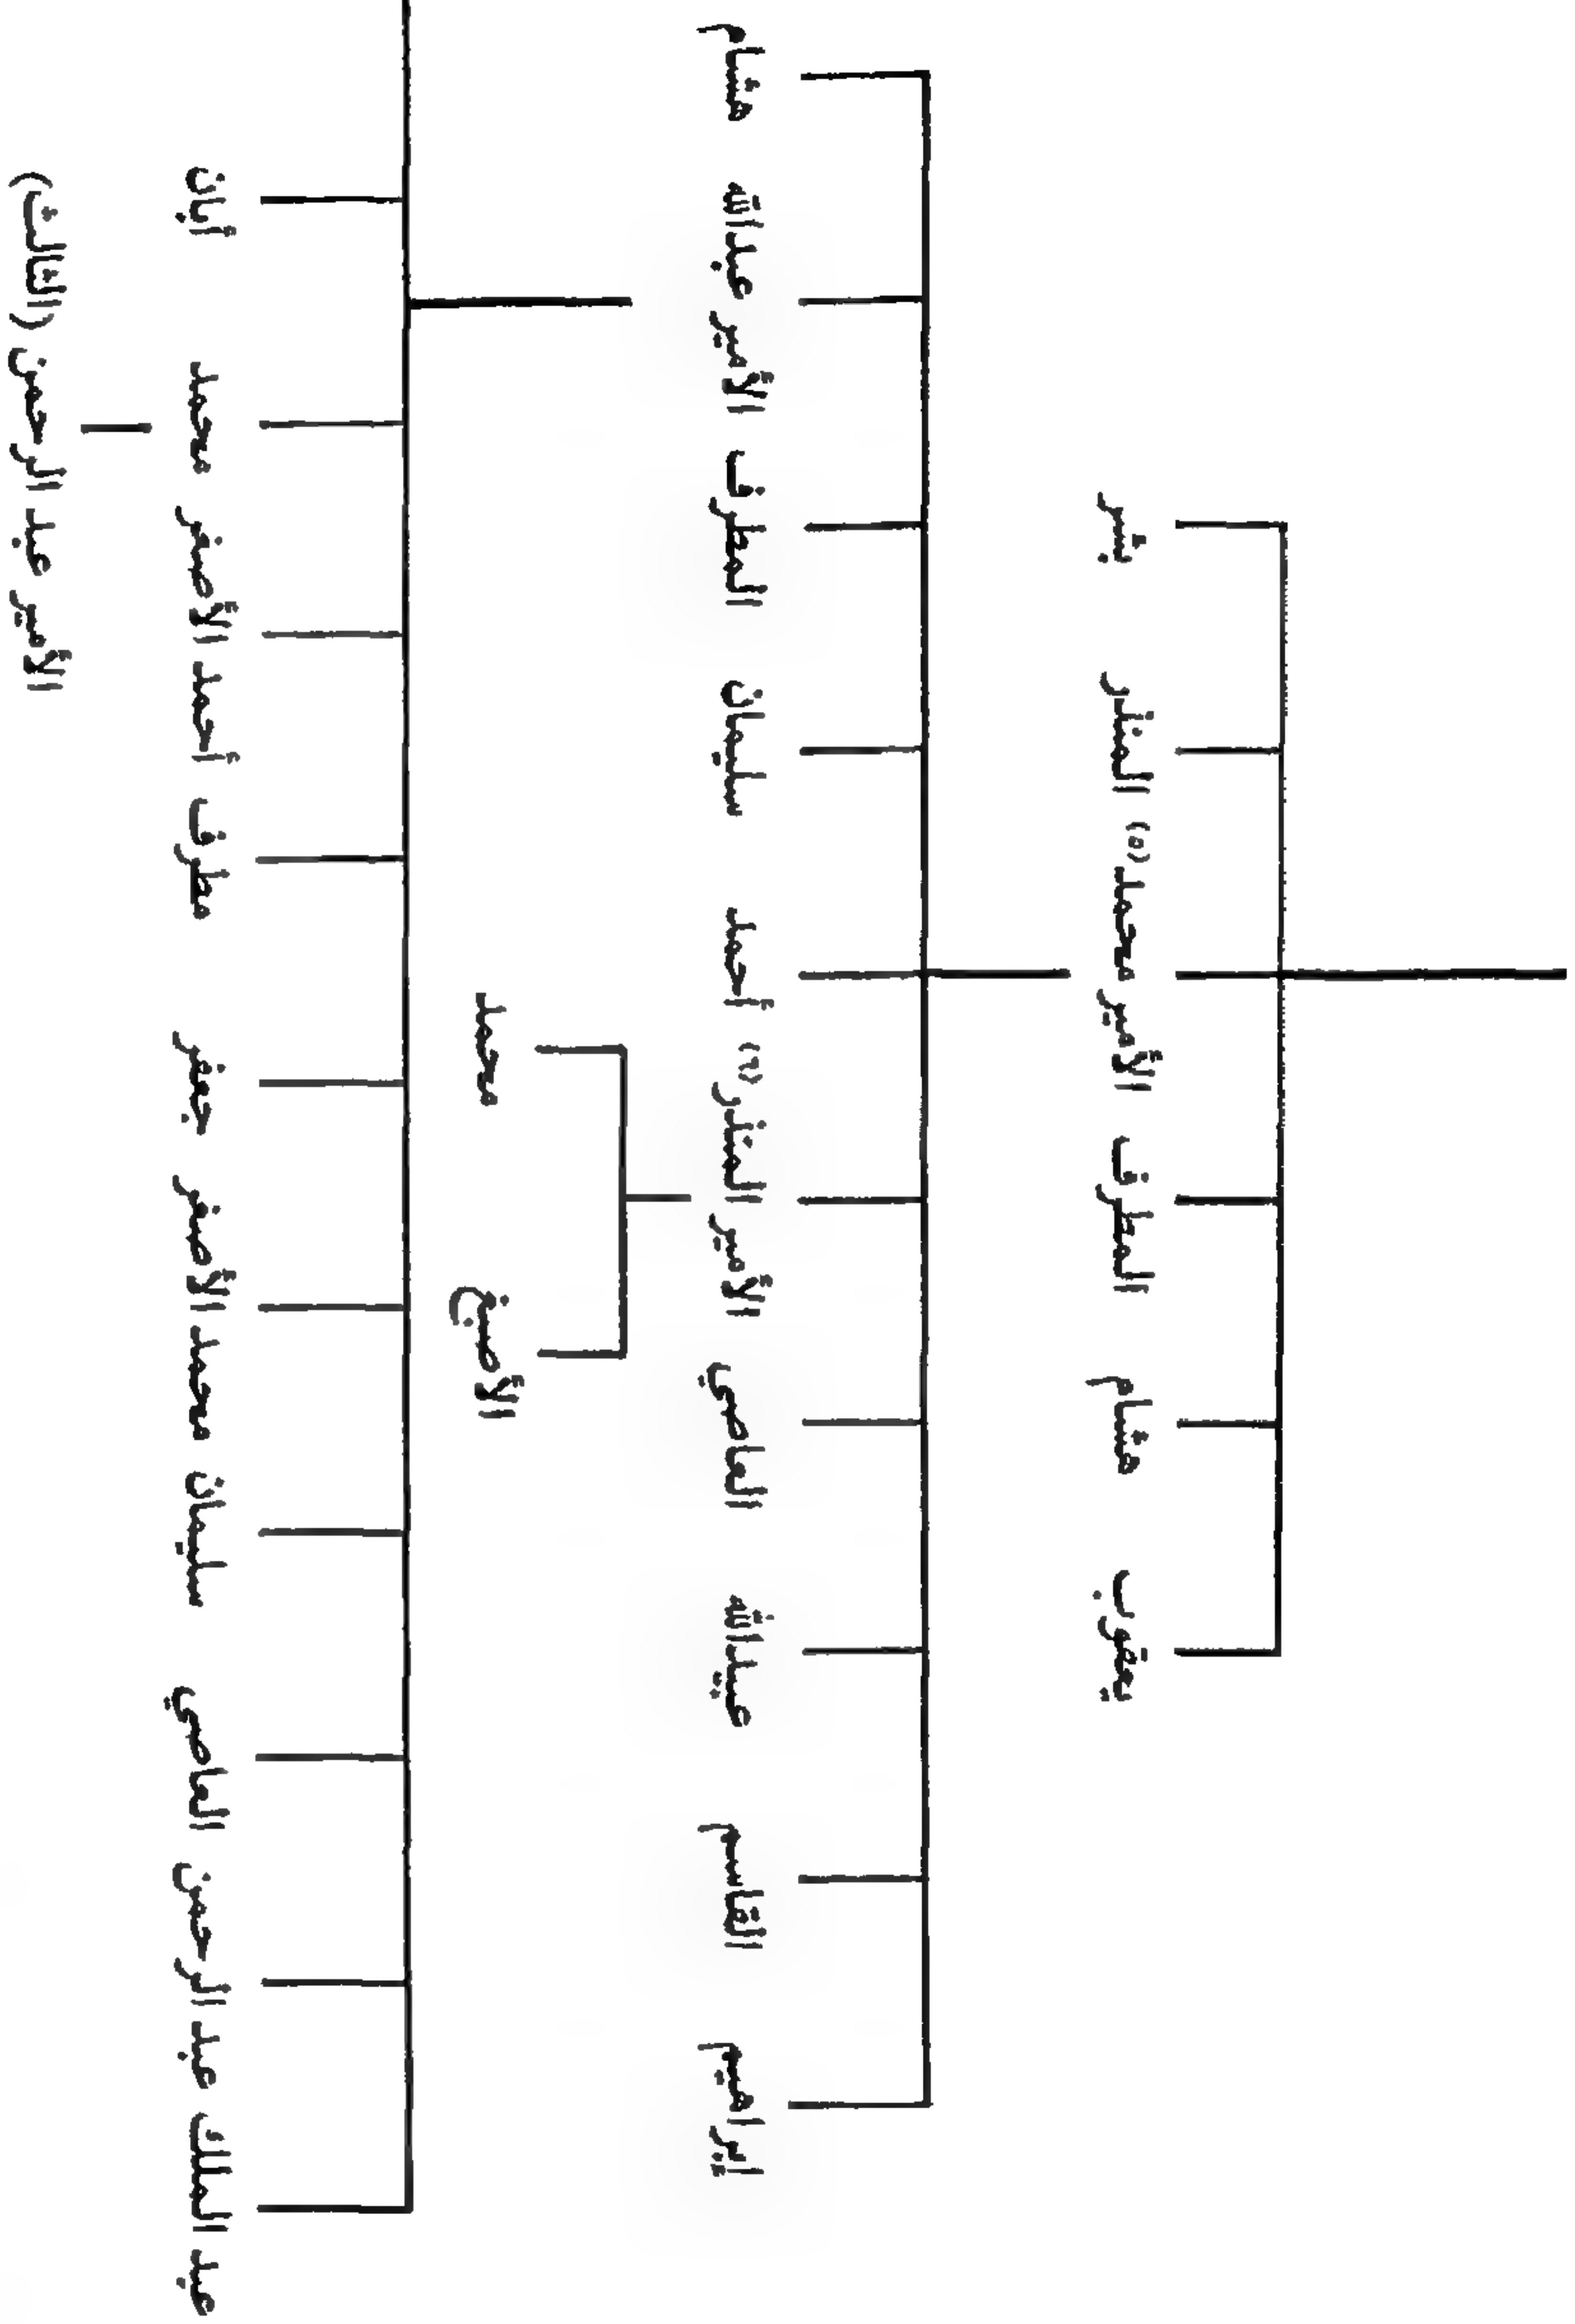 يعقوب هشام المطرف الأمير محمد (٥) المنذر بشر
ابراهيم القاسم عبيدالله العاصي الأمير المنذر (٦) أحمد سليمان المطرف الأمير عبدالله هشام
الأصبغ محمد
عبد الملك عبد الرحمن العاصي سليمان محمد الأصغر جعفر مطرف أحمد الأصغر محمد أبان
الأمير عبد الرحمن (الثالث)